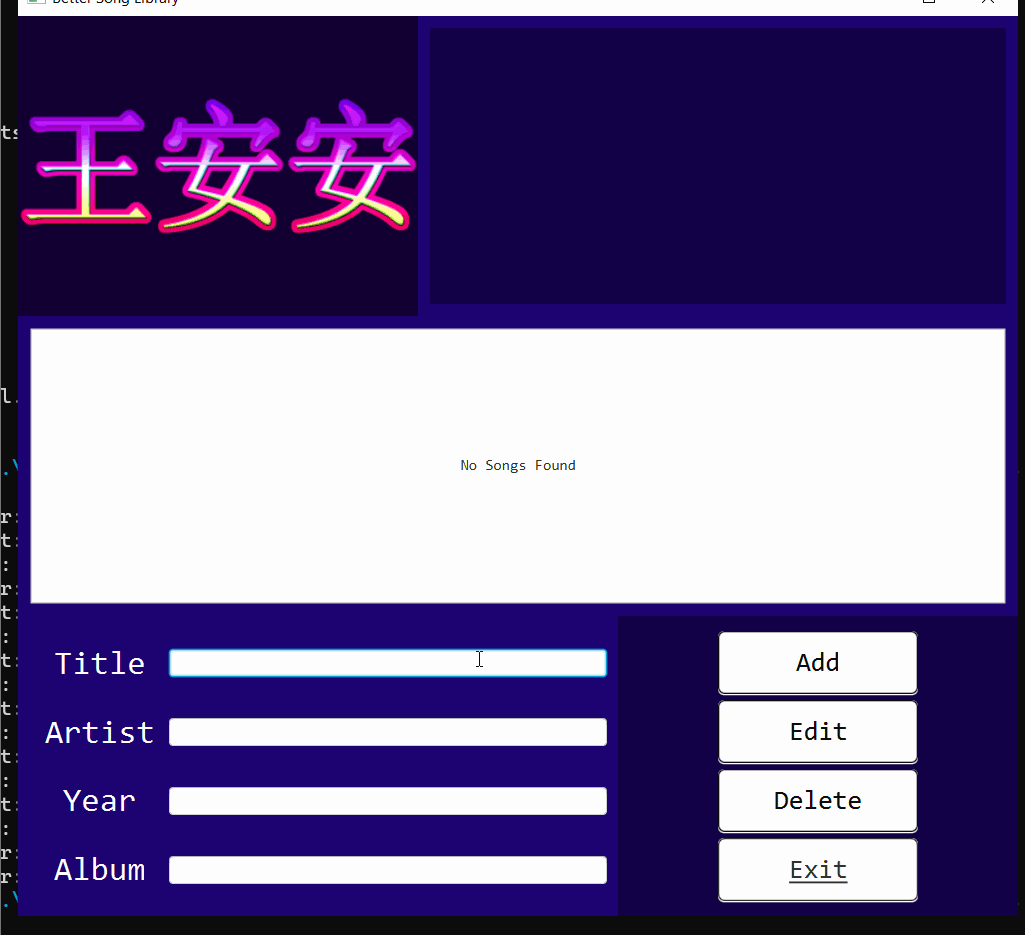 Better Song Library
王安安
No Songs Found
Title
Add
Artist
Edit
Year
Delete
Album
Exit